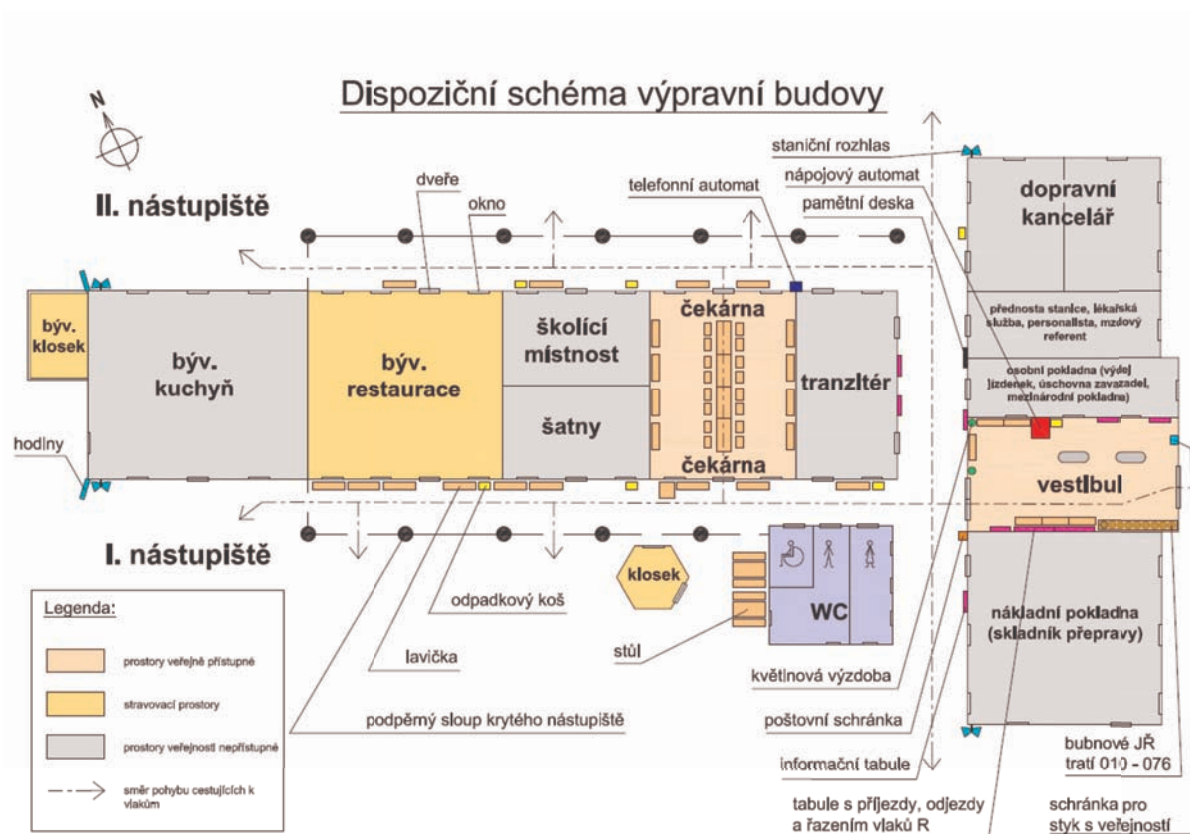 Dispoziční schéma výpravní budovy
N
staniční rozhlas
nápojový automat
telefonní automat
pamětní deska
dveře
okno
II. nástupiště
dopravní
kancelář
býv.
kiosek
býv.
kuchyň
býv.
restaurace
školící
místnost
šatny
čekárna
čekárna
tranzitér
přednosta stanice, lékařská
služba, personalista, mzdový
referent
osobní pokladna (výdej
jízdenek, úschovna zavazadel,
mezinárodní pokladna)
vestibul
hodiny
I. nástupiště
kiosek
WC
odpadkový koš
lavička
stůl
podpěrný sloup krytého nástupiště
nákladní pokladna
(skladník přepravy)
květinová výzdoba
poštovní schránka
informační tabule
tabule s příjezdy, odjezdy
a řazením vlaků R
bubnové JŘ
tratí 010 - 076
schránka pro
styk s veřejností
Legenda:
prostory veřejně přístupné
stravovací prostory
prostory veřejnosti nepřístupné
směr pohybu cestujících k
vlakům